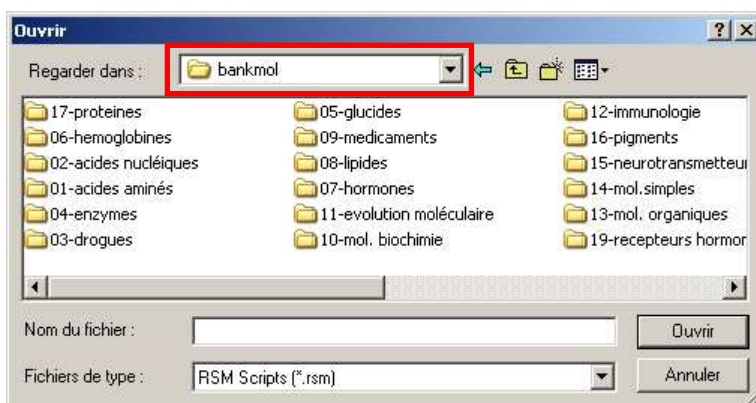 Ouvrir
Regarder dans : bankmol
17-proteines 05-glucides 12-immunologie
06-hemoglobines 09-medicaments 16-pigments
02-acides nucléiques 08-lipides 15-neurotransmetteu
01-acides aminés 07-hormones 14-mol.simples
04-enzymes 11-evolution moléculaire 13-mol. organiques
03-drogues 10-mol. biochimie 19-recepteurs hormor
Nom du fichier : Ouvrir
Fichiers de type : RSM Scripts (*.rsm) Annuler